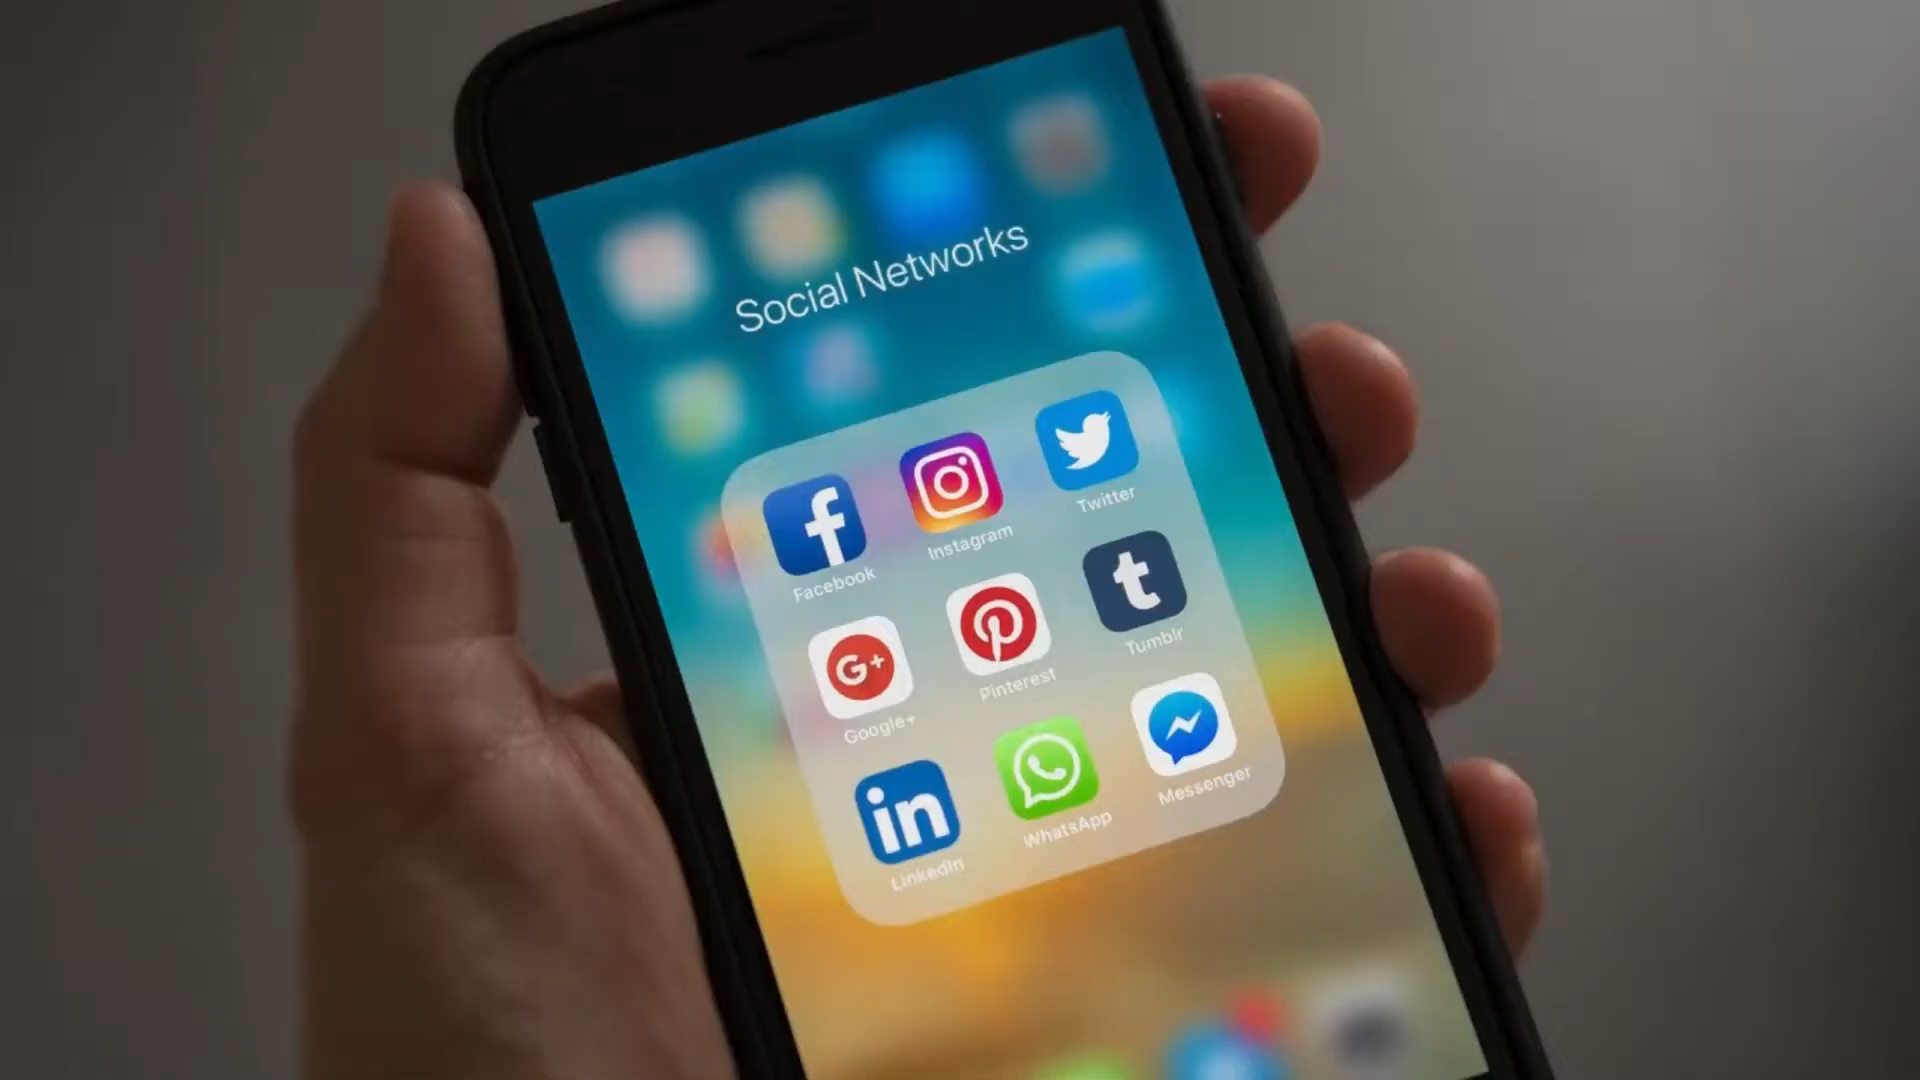 Social Networks
Facebook
Instagram
Twitter
Google+
Pinterest
Tumblr
LinkedIn
WhatsApp
Messenger